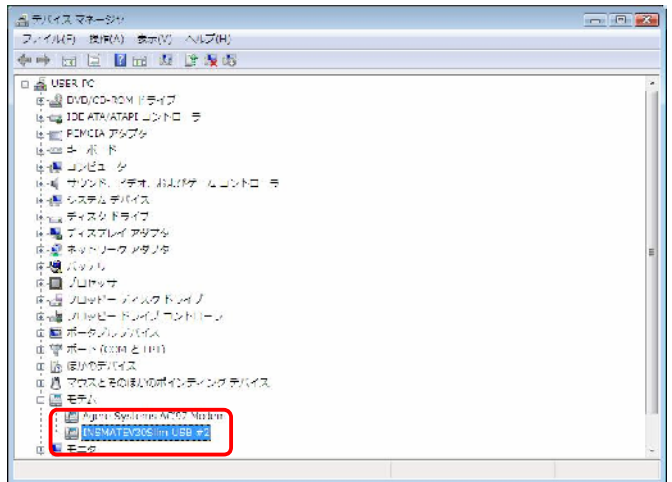 デバイス マネージャ
ファイル(F) 操作(A) 表示(V) ヘルプ(H)
USER-PC
DVD/CD-ROM ドライブ
IDE ATA/ATAPI コントローラ
PCMCIA アダプタ
キーボード
コンピュータ
サウンド、ビデオ、およびゲーム コントローラ
システム デバイス
ディスク ドライブ
ディスプレイ アダプタ
ネットワーク アダプタ
バッテリ
プロセッサ
フロッピー ディスク ドライブ
フロッピー ドライブ コントローラ
ポータブル デバイス
ポート (COM と LPT)
ほかのデバイス
マウスとそのほかのポインティング デバイス
モデム
Agere Systems AC'97 Modem
INSMATEV30Slim USB #2
モニタ